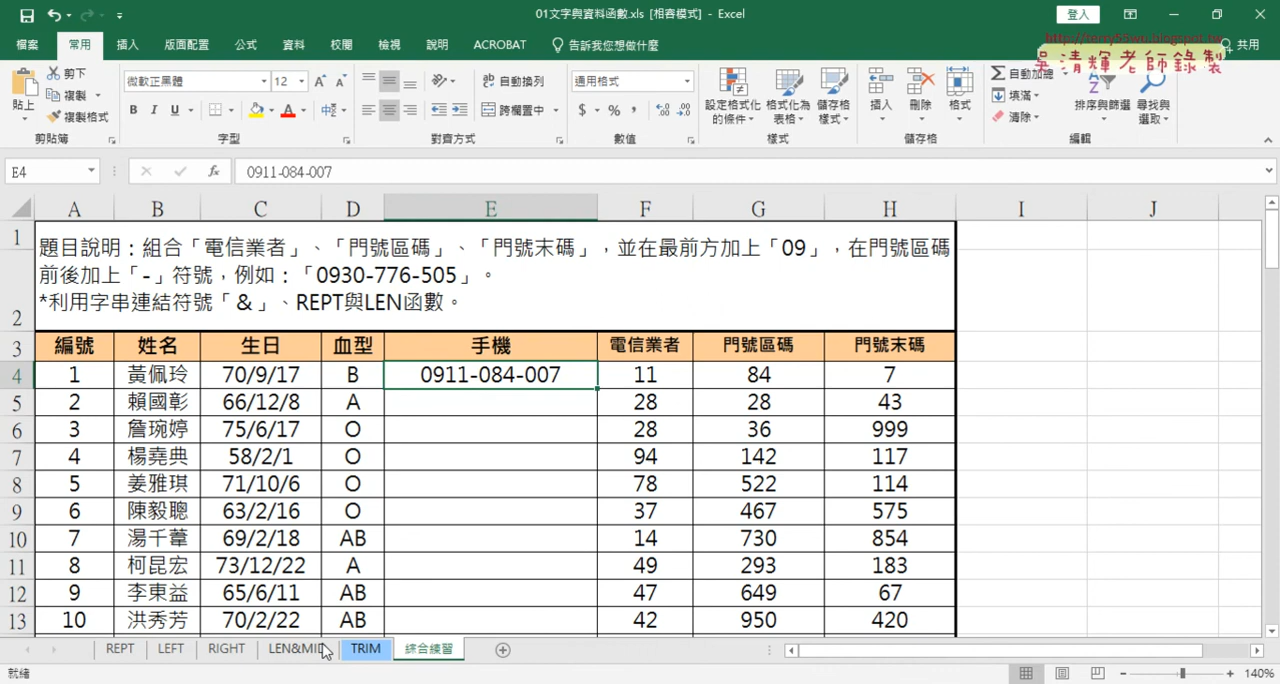 01文字與資料函數.xls [相容模式] - Excel
登入
檔案 常用 插入 版面配置 公式 資料 校閱 檢視 說明 ACROBAT 告訴我您想做什麼 共用
http://terry55wu.blogspot.tw
吳清輝老師錄製
貼上 剪下 複製 複製格式 剪貼簿
微軟正黑體 12 B I U 字型
自動換列 跨欄置中 對齊方式
通用格式 $ % 數值
設定格式化的條件 格式化為表格 儲存格樣式 樣式
插入 刪除 格式 儲存格
自動加總 填滿 清除 排序與篩選 尋找與選取 編輯
E4 fx 0911-084-007
A B C D E F G H I J
1 題目說明:組合「電信業者」、「門號區碼」、「門號末碼」,並在最前方加上「09」,在門號區碼
前後加上「-」符號,例如:「0930-776-505」。
2 *利用字串連結符號「&」、REPT與LEN函數。
3 編號 姓名 生日 血型 手機 電信業者 門號區碼 門號末碼
4 1 黃佩玲 70/9/17 B 0911-084-007 11 84 7
5 2 賴國彰 66/12/8 A 28 28 43
6 3 詹琬婷 75/6/17 O 28 36 999
7 4 楊堯典 58/2/1 O 94 142 117
8 5 姜雅琪 71/10/6 O 78 522 114
9 6 陳毅聰 63/2/16 O 37 467 575
10 7 湯千葦 69/2/18 AB 14 730 854
11 8 柯昆宏 73/12/22 A 49 293 183
12 9 李東益 65/6/11 AB 47 649 67
13 10 洪秀芳 70/2/22 AB 42 950 420
REPT LEFT RIGHT LEN&MID TRIM 綜合練習
就緒 140%